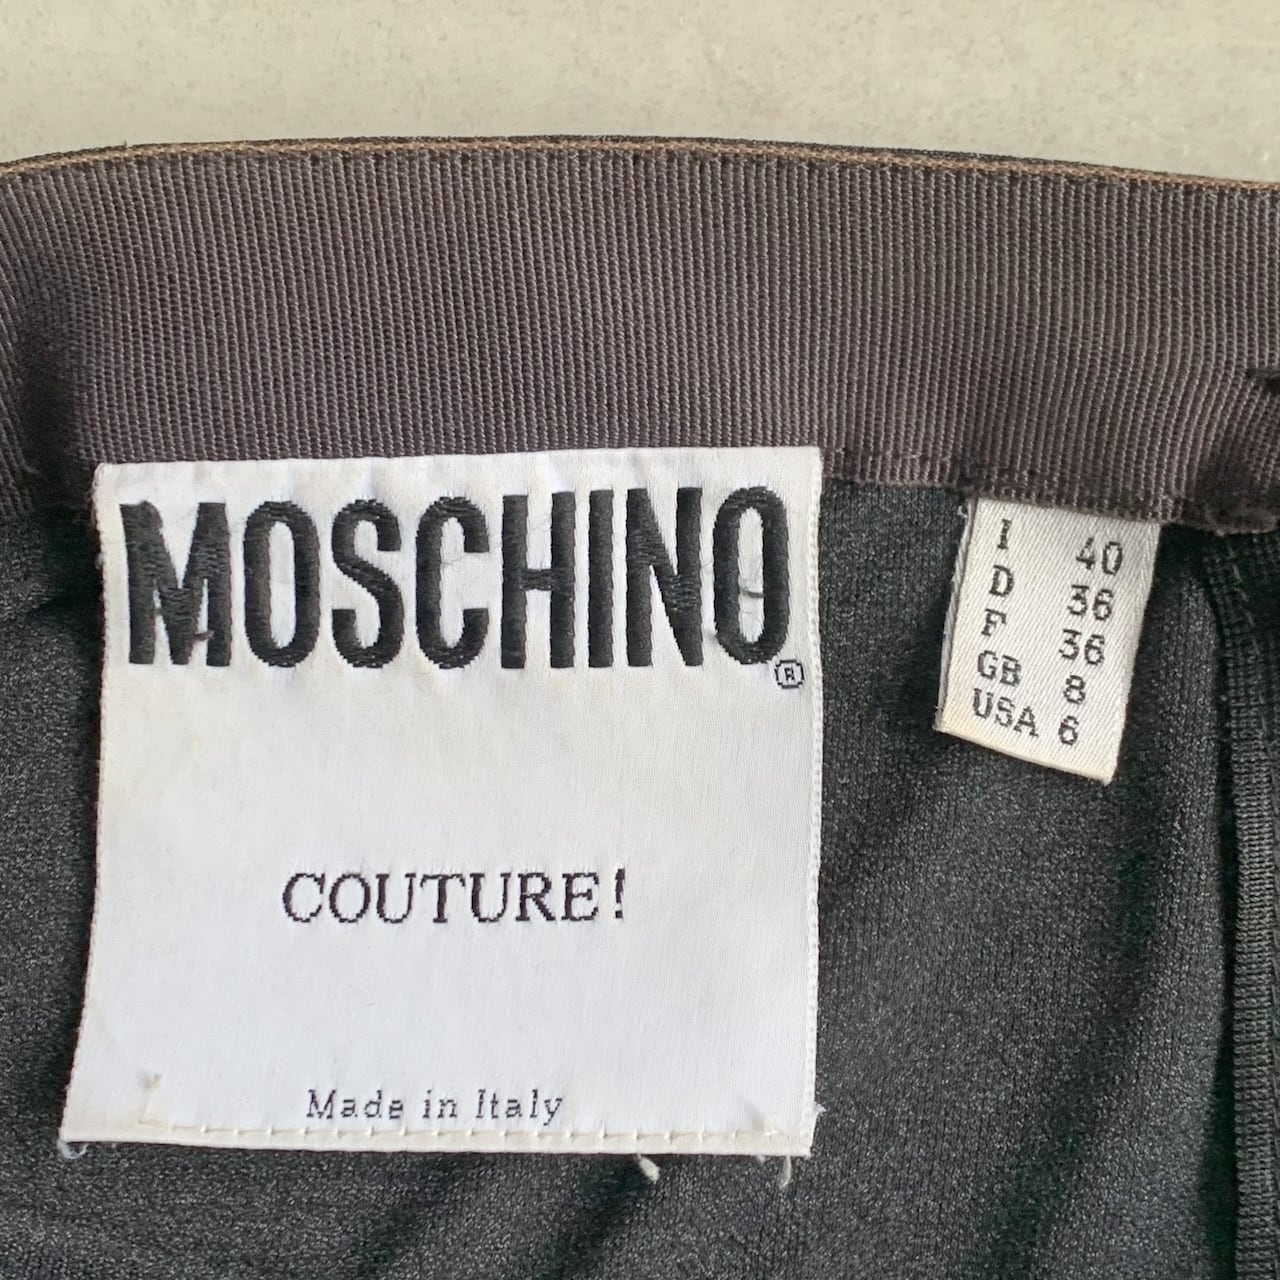 MOSCHINO
®
COUTURE!
Made in Italy
I 40
D 36
F 36
GB 8
USA 6